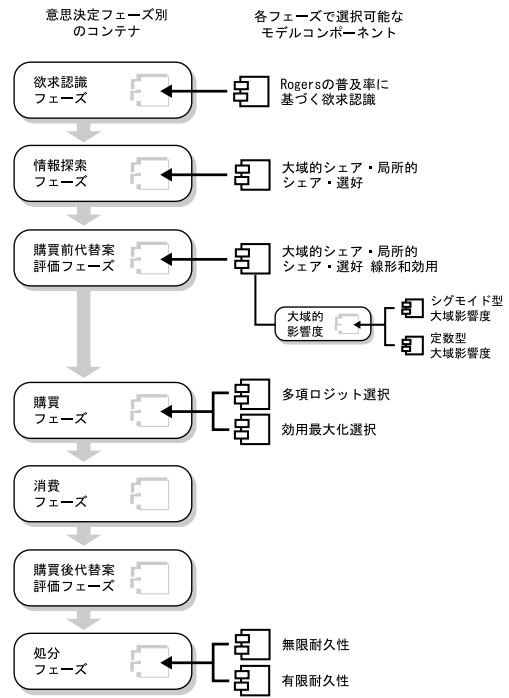 意思決定フェーズ別
のコンテナ
各フェーズで選択可能な
モデルコンポーネント
欲求認識
フェーズ
Rogersの普及率に
基づく欲求認識
情報探索
フェーズ
大域的シェア・局所的
シェア・選好
購買前代替案
評価フェーズ
大域的シェア・局所的
シェア・選好 線形和効用
大域的
影響度
シグモイド型
大域影響度
定数型
大域影響度
購買
フェーズ
多項ロジット選択
効用最大化選択
消費
フェーズ
購買後代替案
評価フェーズ
処分
フェーズ
無限耐久性
有限耐久性